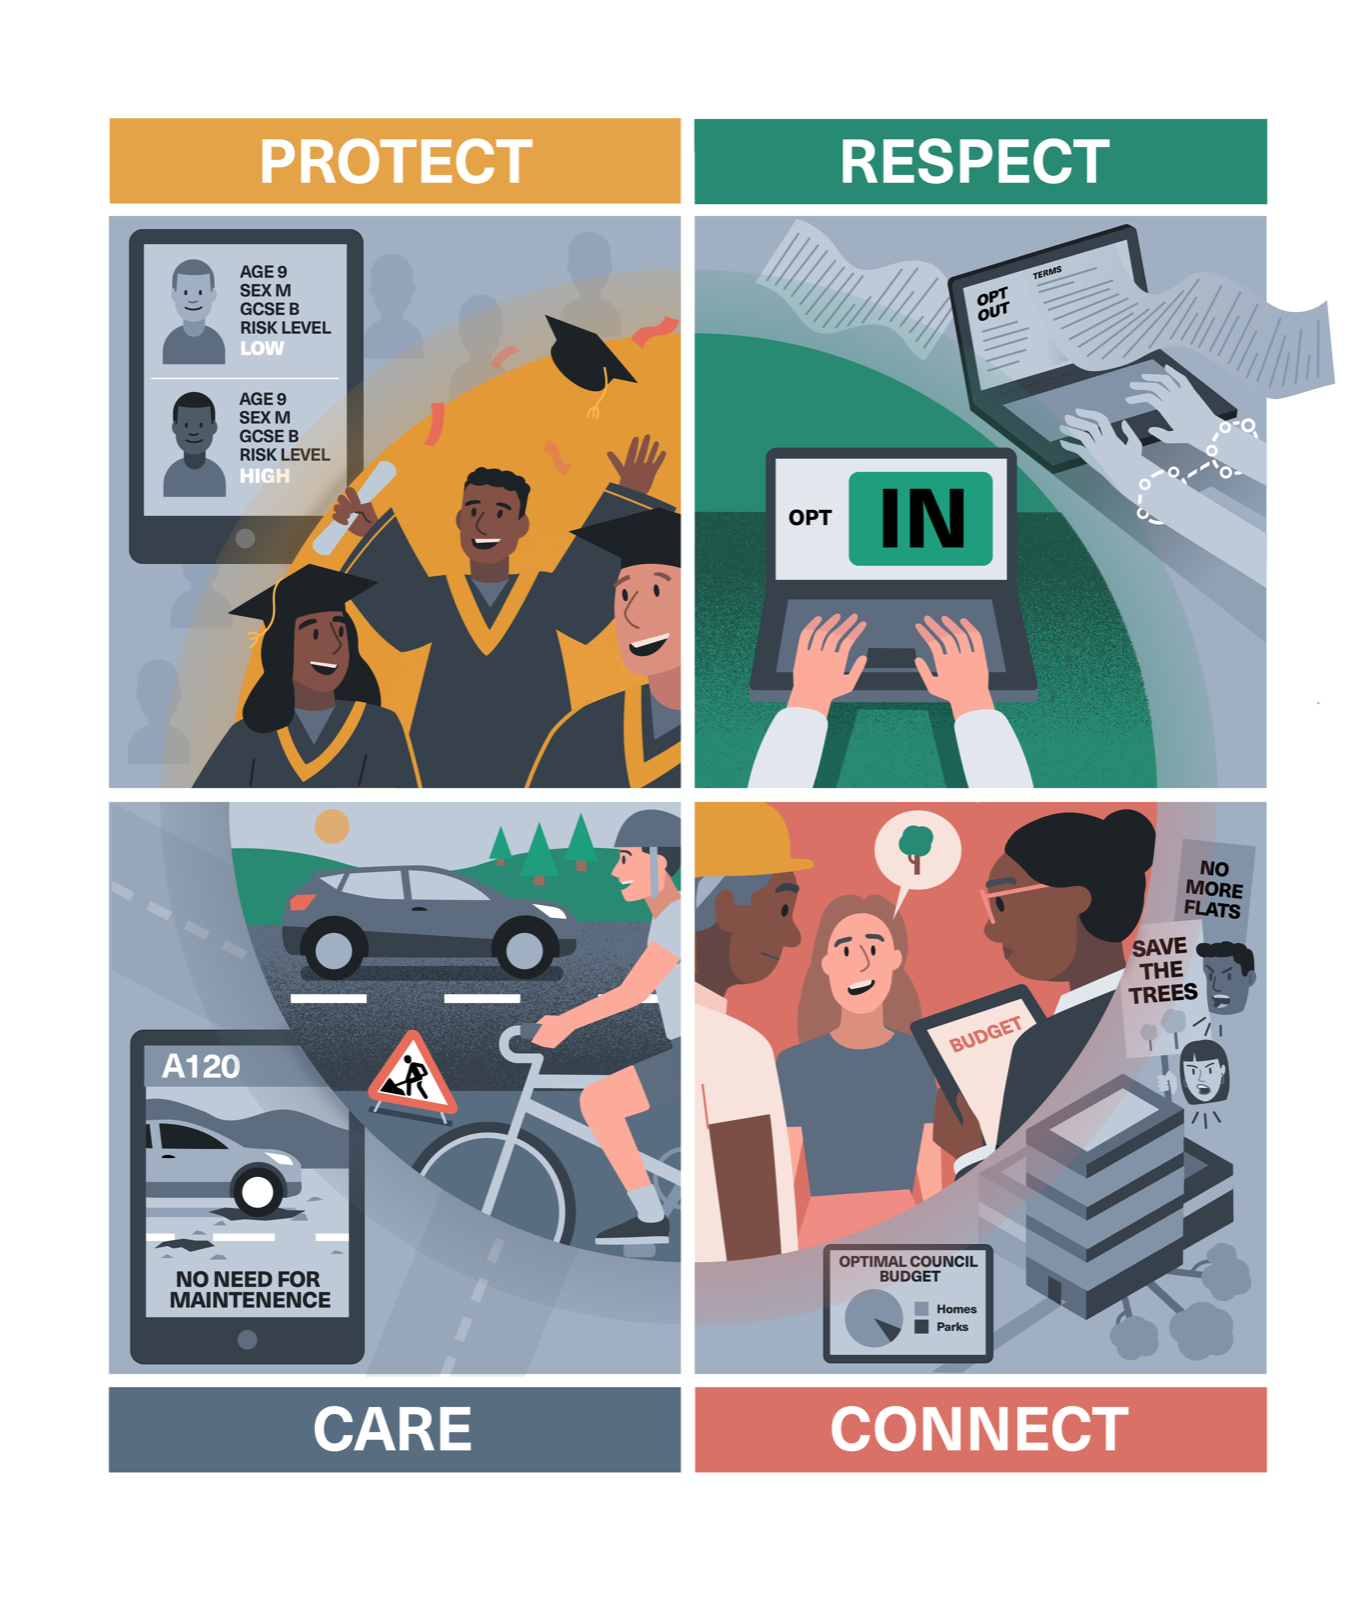 PROTECT
AGE 9
SEX M
GCSE B
RISK LEVEL
LOW
AGE 9
SEX M
GCSE B
RISK LEVEL
HIGH
RESPECT
OPT
OUT
TERMS
OPT IN
A120
NO NEED FOR
MAINTENENCE
CARE
BUDGET
NO
MORE
FLATS
SAVE
THE
TREES
OPTIMAL COUNCIL
BUDGET
Homes
Parks
CONNECT